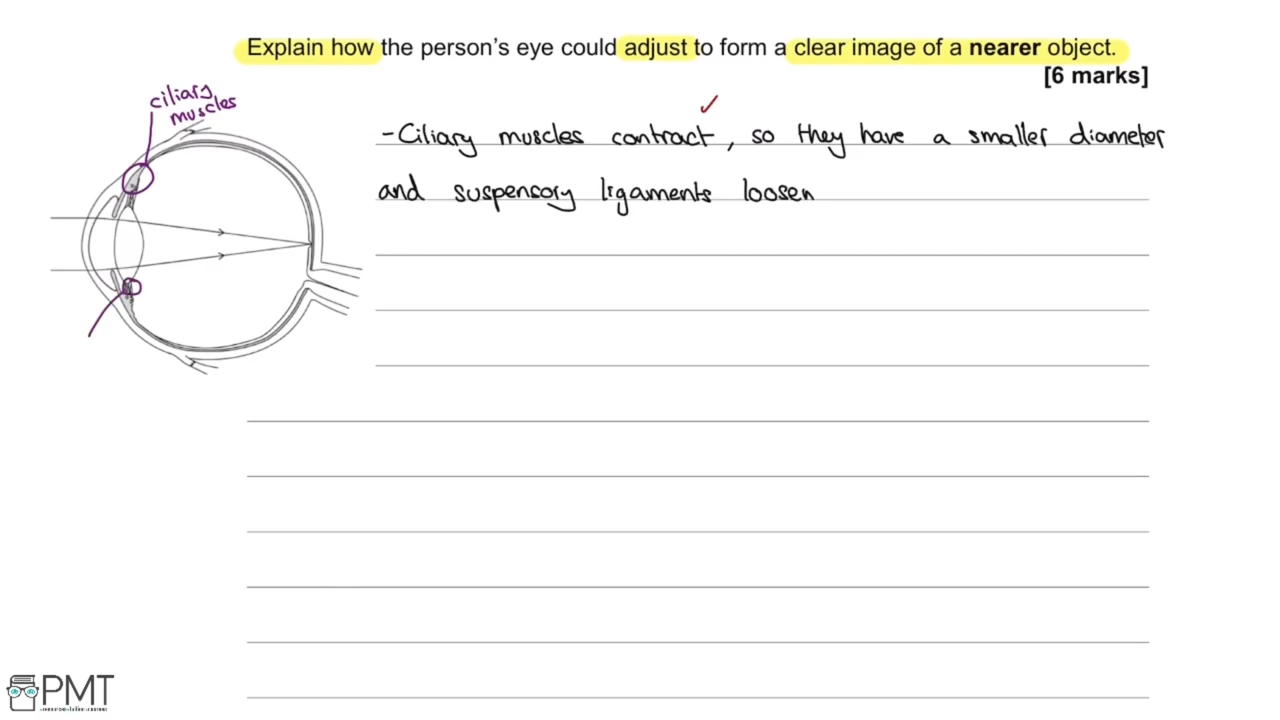 Explain how the person's eye could adjust to form a clear image of a nearer object.
[6 marks]
ciliary
muscles
- Ciliary muscles contract, so they have a smaller diameter
and suspensory ligaments loosen
PMT